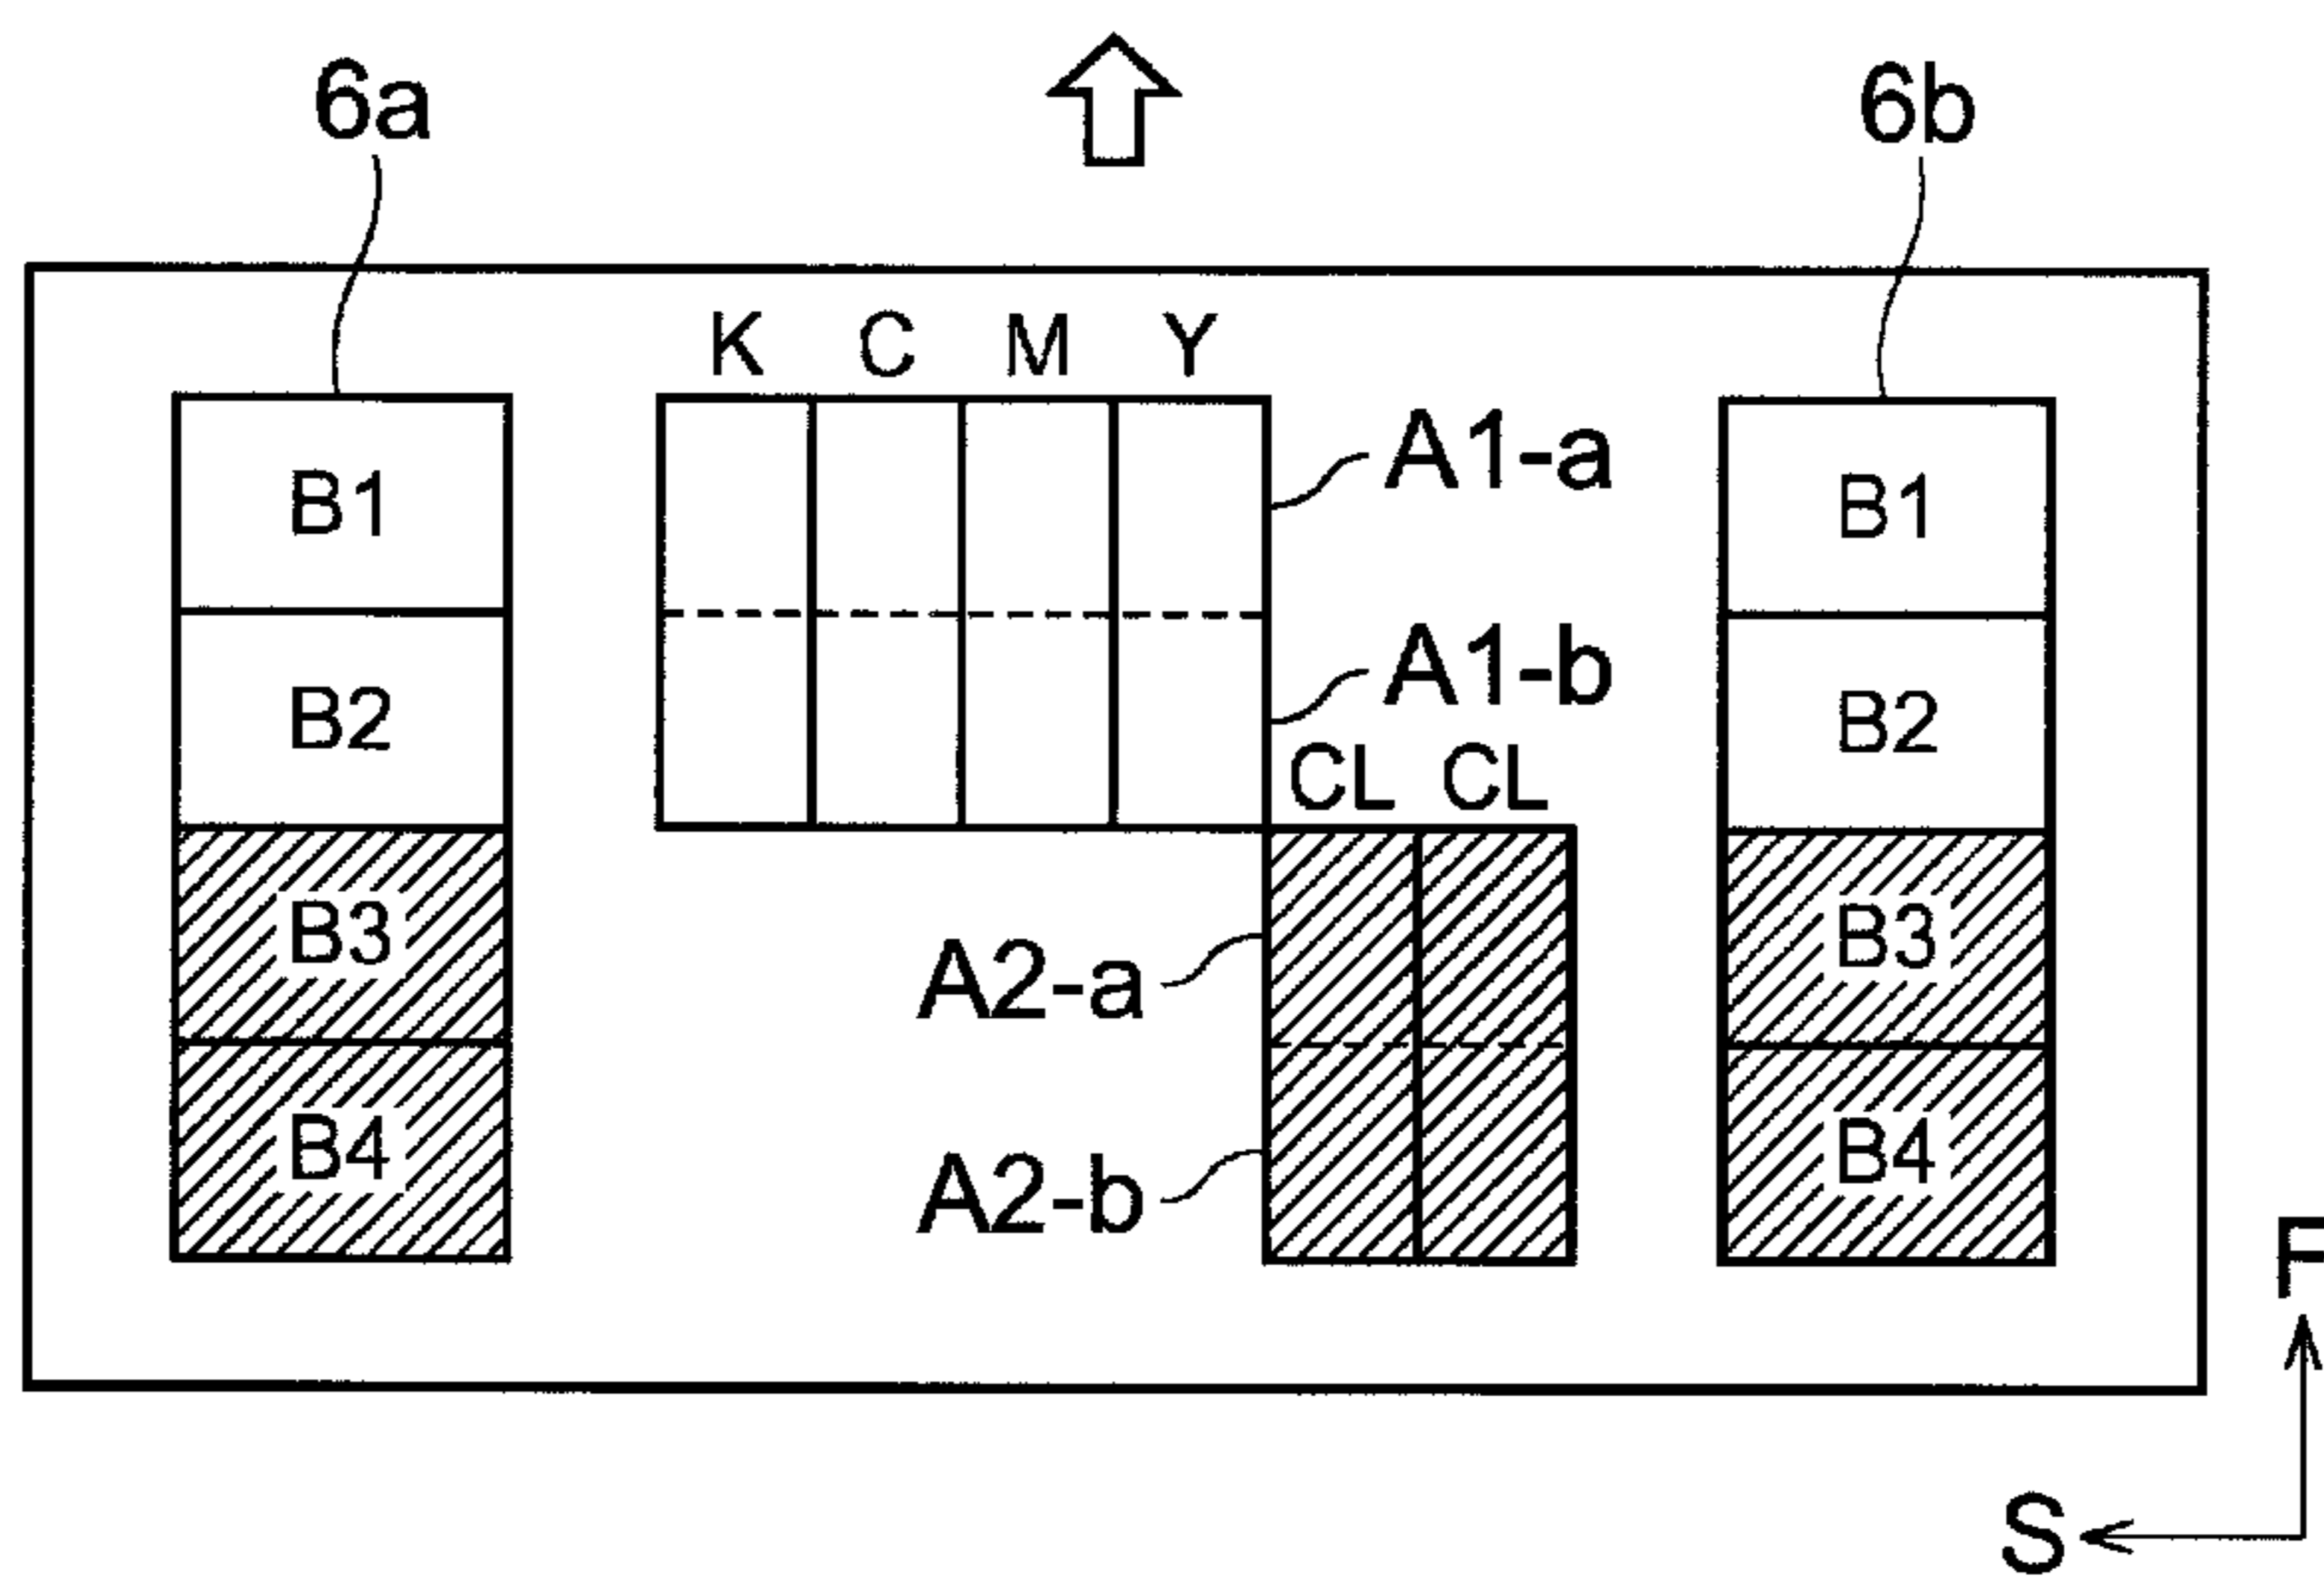 6a 6b
K C M Y
A1-a
B1 B1
A1-b
B2 B2
CL CL
B3 B3
A2-a
B4 B4
A2-b
F
S